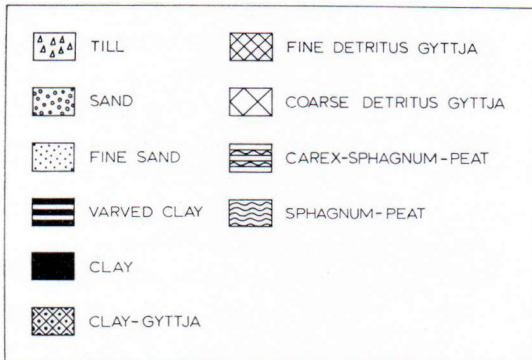 TILL
SAND
FINE SAND
VARVED CLAY
CLAY
CLAY-GYTTJA
FINE DETRITUS GYTTJA
COARSE DETRITUS GYTTJA
CAREX-SPHAGNUM-PEAT
SPHAGNUM-PEAT